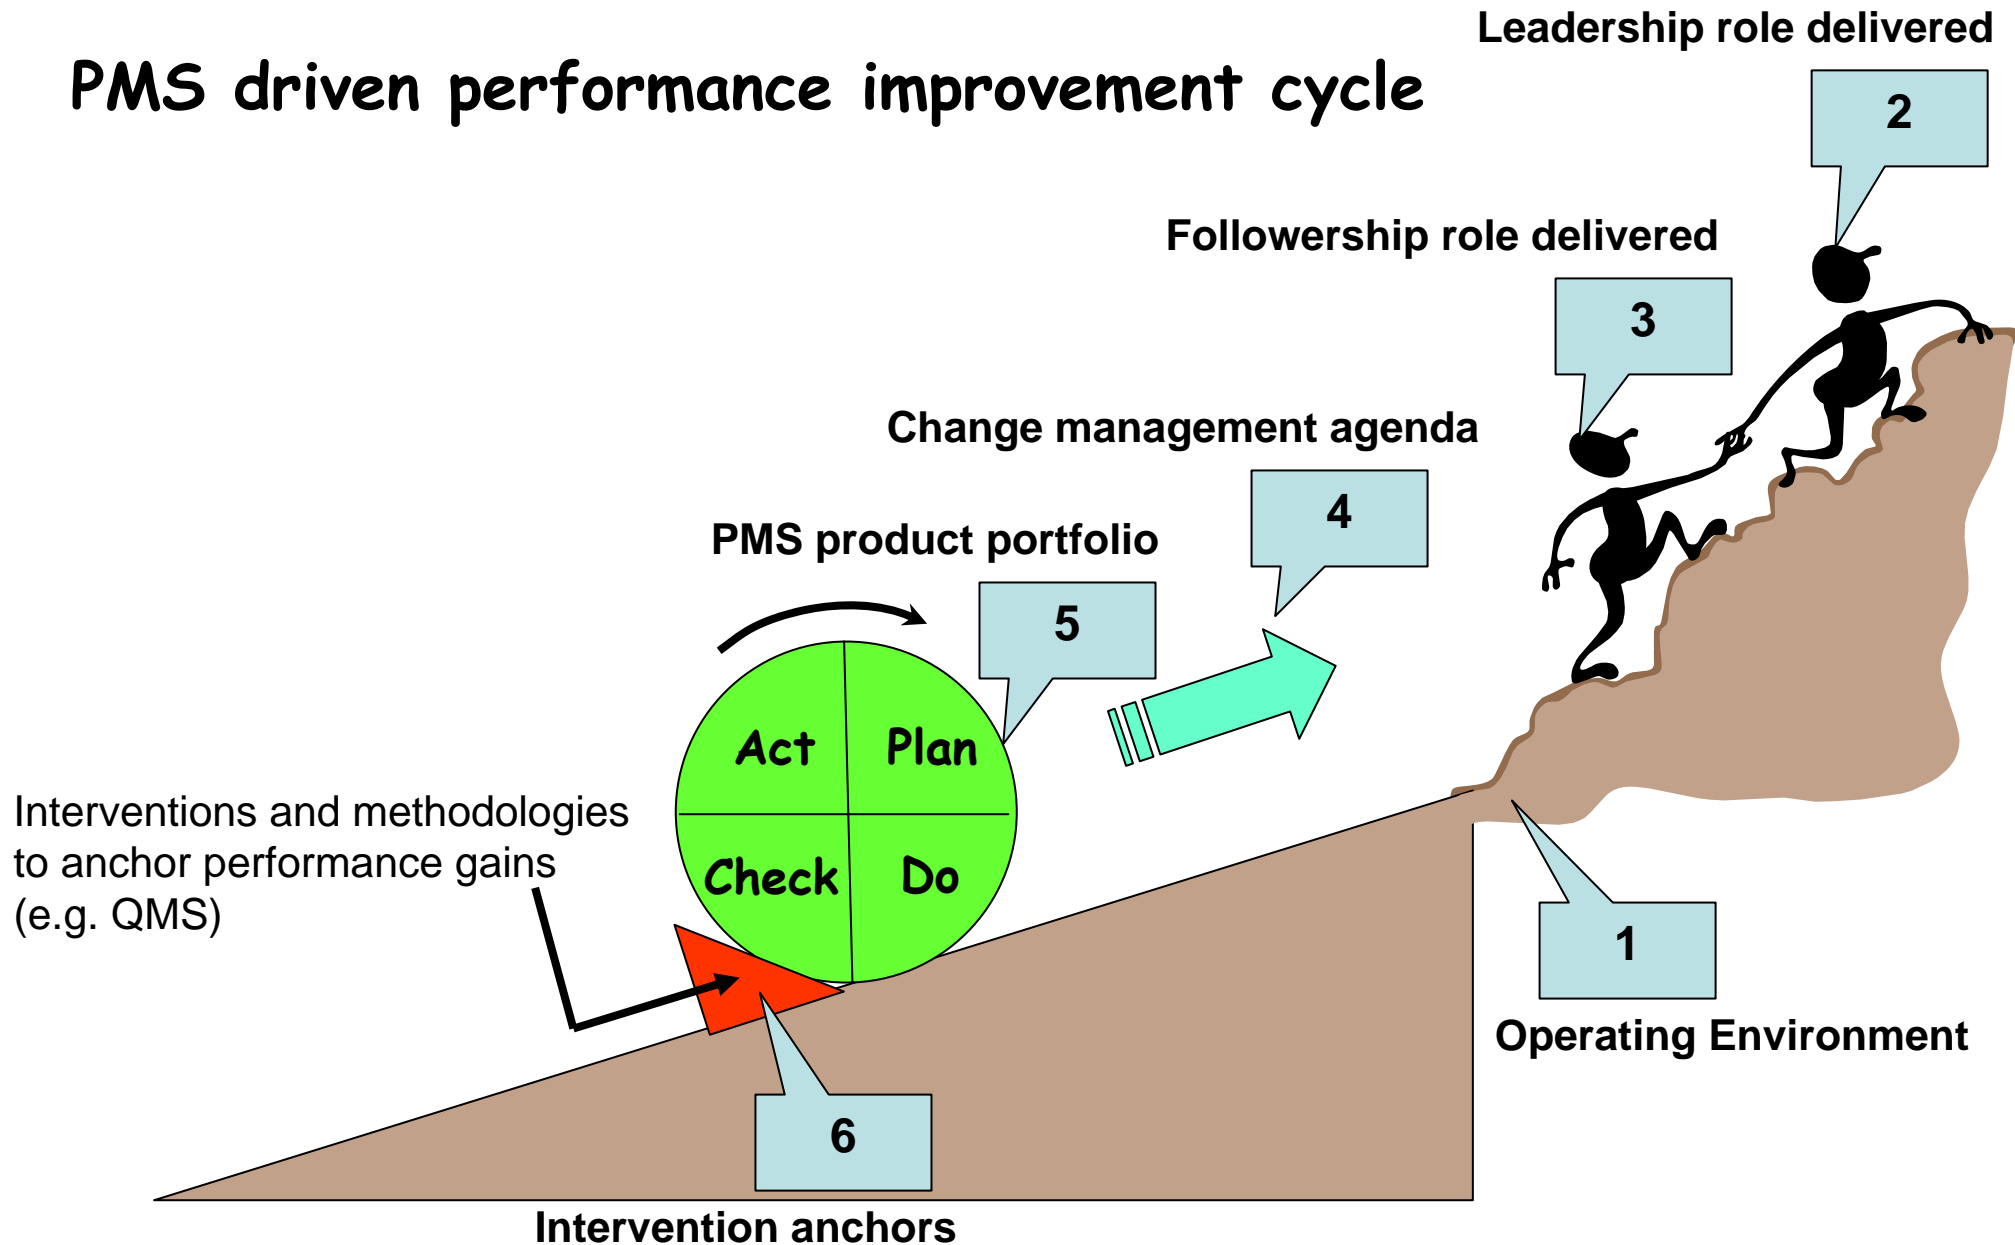 Leadership role delivered
PMS driven performance improvement cycle
2
Followership role delivered
3
Change management agenda
4
PMS product portfolio
5
Act
Plan
Check
Do
Interventions and methodologies
to anchor performance gains
(e.g. QMS)
1
Operating Environment
6
Intervention anchors